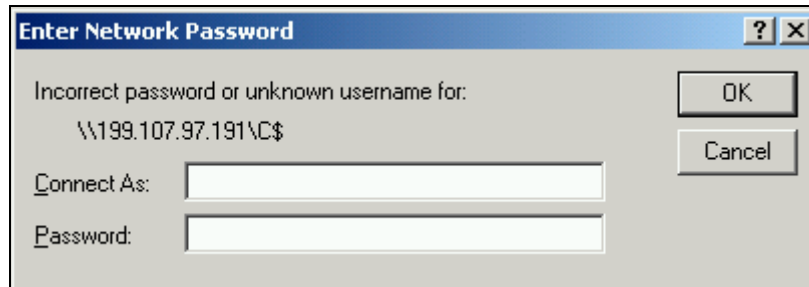 Enter Network Password
? X
Incorrect password or unknown username for:
\\199.107.97.191\C$
OK
Cancel
Connect As:
Password: